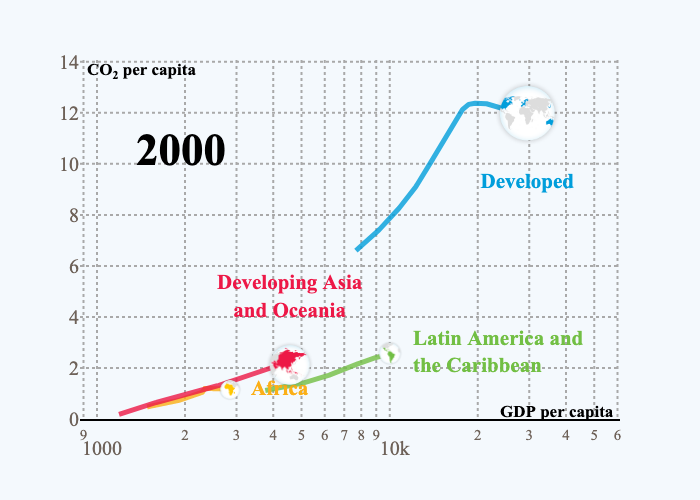 14
CO₂ per capita
12
2000
10
Developed
8
6
Developing Asia
and Oceania
4
Latin America and
the Caribbean
2
Africa
GDP per capita
0
9 2 3 4 5 6 7 8 9 2 3 4 5 6
1000 10k